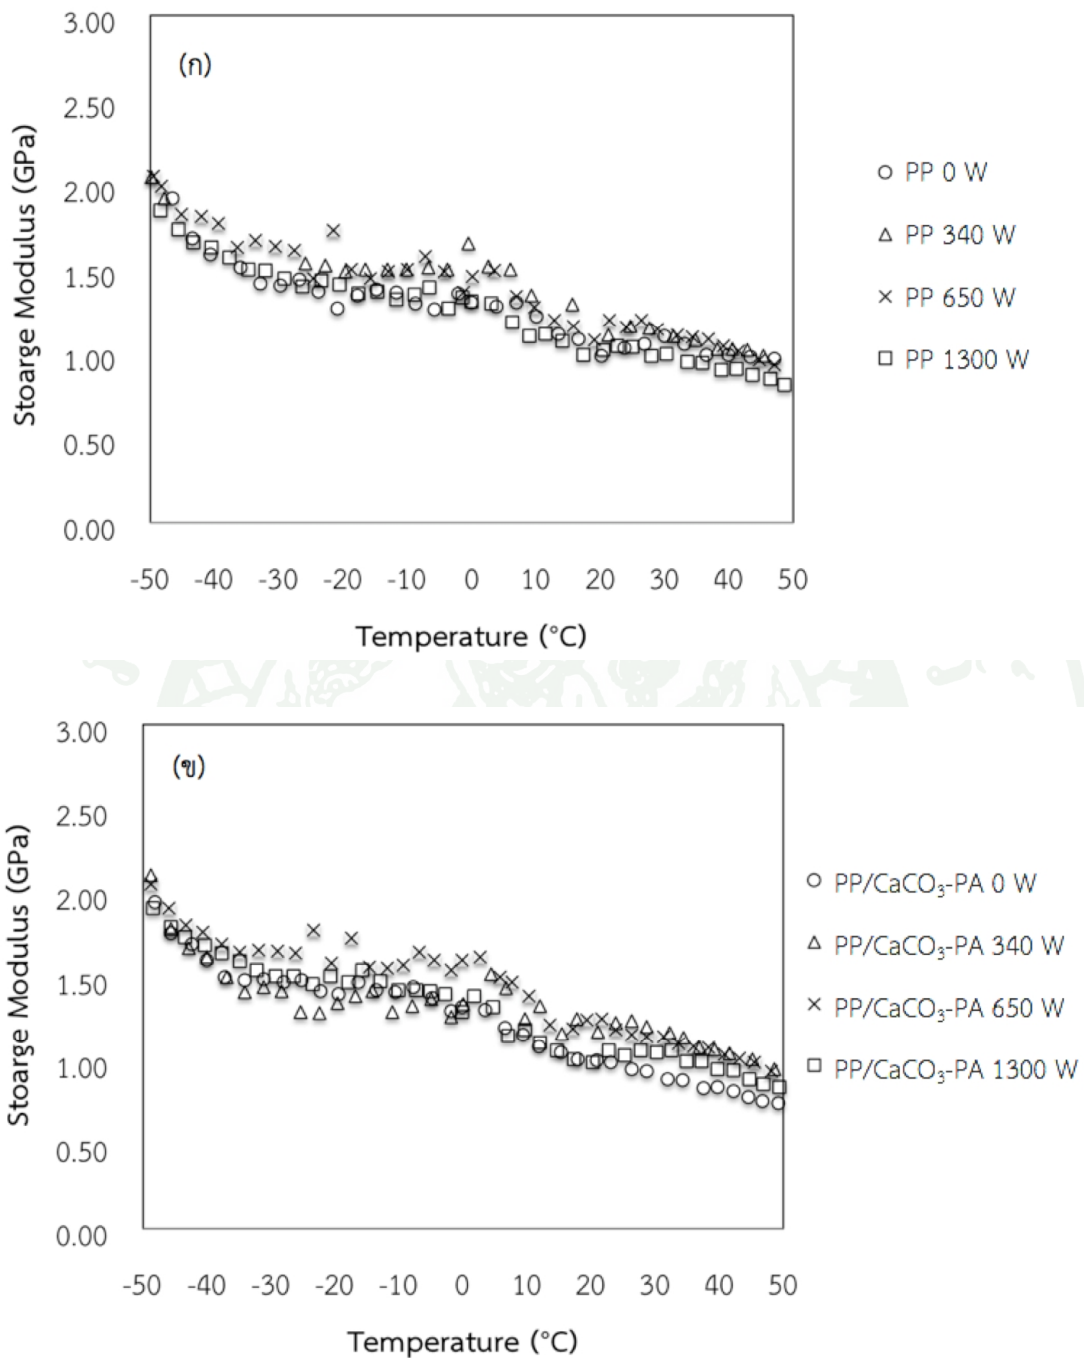 3.00
(ก)
2.50
2.00
1.50
1.00
0.50
0.00
Stoarge Modulus (GPa)
-50 -40 -30 -20 -10 0 10 20 30 40 50
Temperature (°C)
PP 0 W
PP 340 W
PP 650 W
PP 1300 W
3.00
(ข)
2.50
2.00
1.50
1.00
0.50
0.00
Stoarge Modulus (GPa)
-50 -40 -30 -20 -10 0 10 20 30 40 50
Temperature (°C)
PP/CaCO₃-PA 0 W
PP/CaCO₃-PA 340 W
PP/CaCO₃-PA 650 W
PP/CaCO₃-PA 1300 W